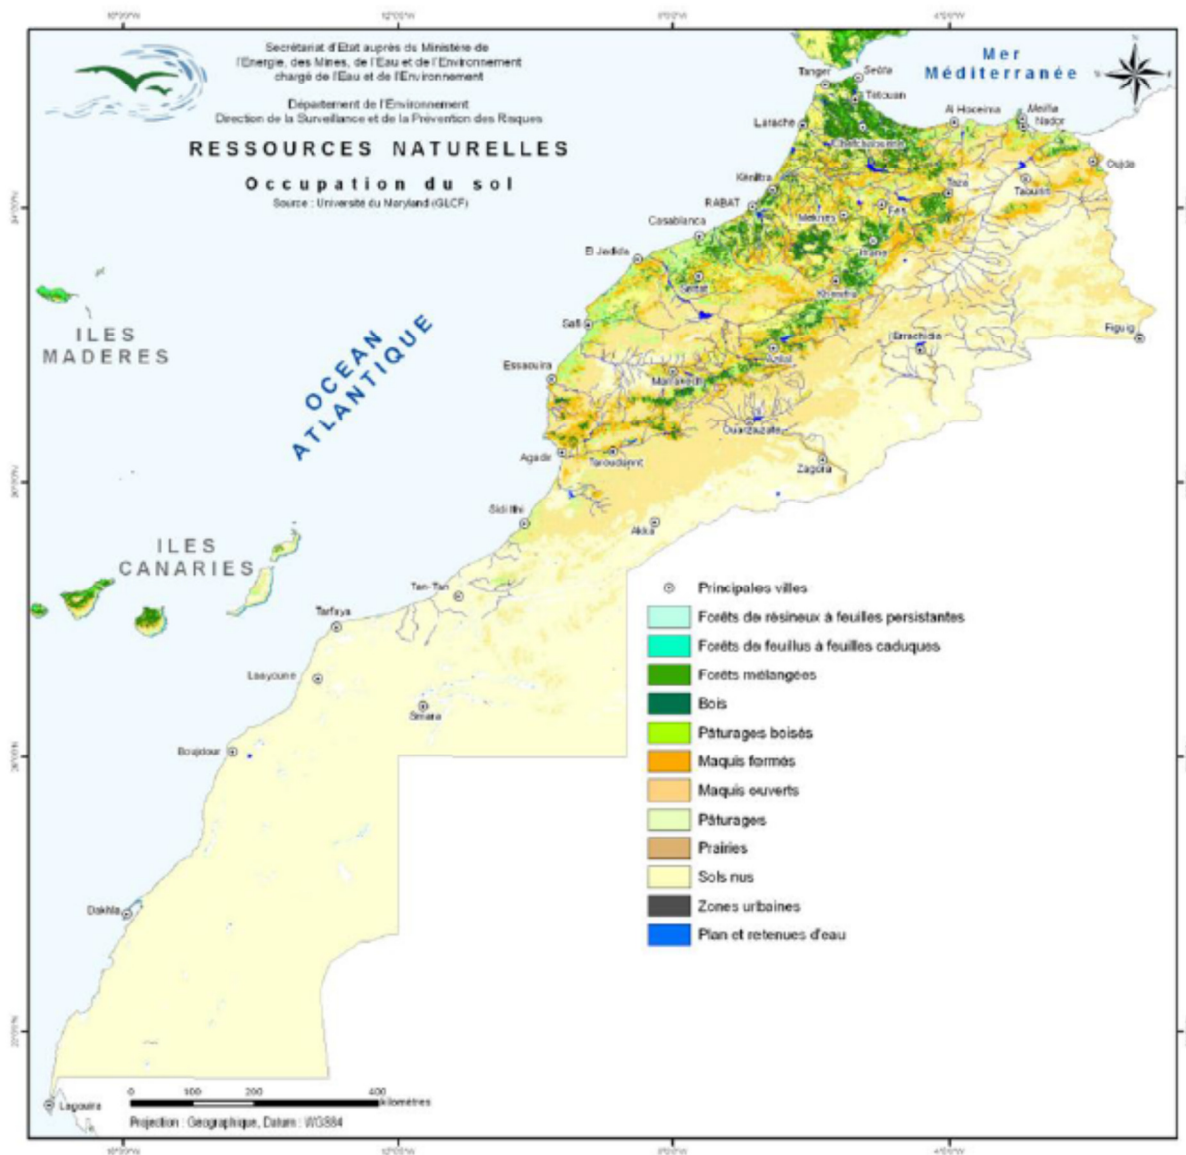 Secrétariat d'Etat auprès du Ministère de
l'Energie, des Mines, de l'Eau et de l'Environnement
chargé de l'Eau et de l'Environnement
Département de l'Environnement
Direction de la Surveillance et de la Prévention des Risques
RESSOURCES NATURELLES
Occupation du sol
Source : Université du Maryland (GLCF)
Mer
Méditerranée
Tanger
Sebta
Tétouan
Larache
Chefchaouene
Al Hoceima
Melilla
Nador
Oujda
Taourirt
Taza
Kénitra
RABAT
Meknès
Fès
Casablanca
Ifrane
El Jadida
Settat
Khénifra
Safi
Errachidia
Figuig
Azilal
Essaouira
Marrakech
Ouarzazate
Agadir
Taroudannt
Zagora
Sidi Ifni
Akka
Tan-Tan
Tarfaya
Laayoune
Smara
Boujdour
Dakhla
Lagouira
ILES
MADERES
OCEAN
ATLANTIQUE
ILES
CANARIES
Principales villes
Forêts de résineux à feuilles persistantes
Forêts de feuillus à feuilles caduques
Forêts mélangées
Bois
Pâturages boisés
Maquis fermés
Maquis ouverts
Pâturages
Prairies
Sols nus
Zones urbaines
Plan et retenues d'eau
0 100 200 400
Kilomètres
Projection : Géographique, Datum : WGS84